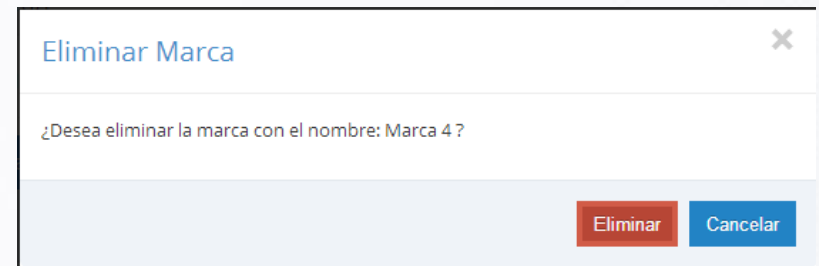 Eliminar Marca
¿Desea eliminar la marca con el nombre: Marca 4 ?
Eliminar Cancelar